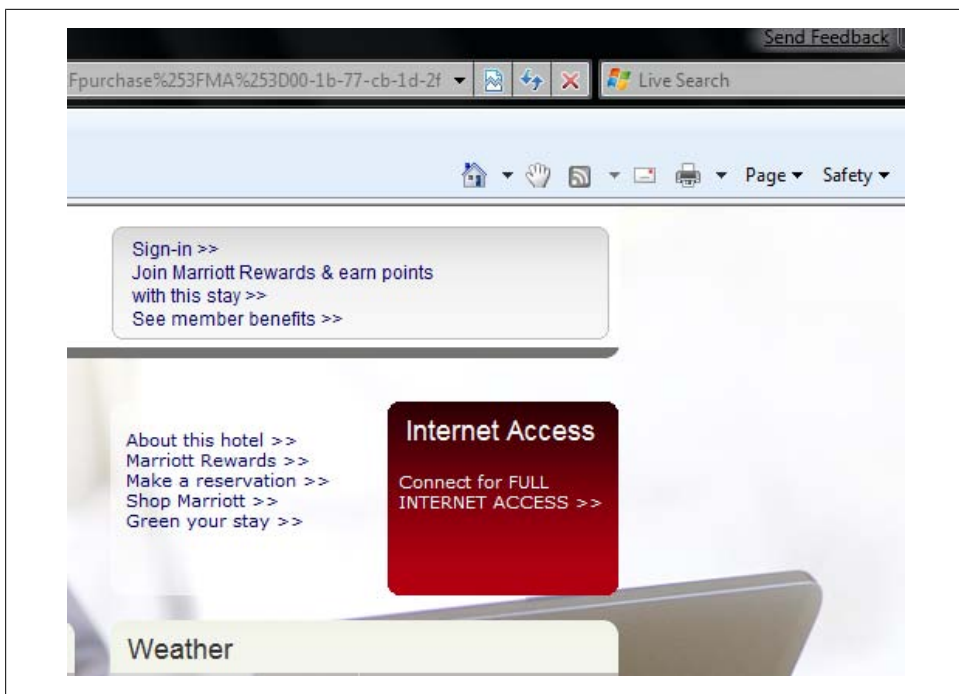 Send Feedback
Fpurchase%253FMA%253D00-1b-77-cb-1d-2f
Live Search
Page
Safety
Sign-in >>
Join Marriott Rewards & earn points
with this stay >>
See member benefits >>
About this hotel >>
Marriott Rewards >>
Make a reservation >>
Shop Marriott >>
Green your stay >>
Internet Access
Connect for FULL
INTERNET ACCESS >>
Weather